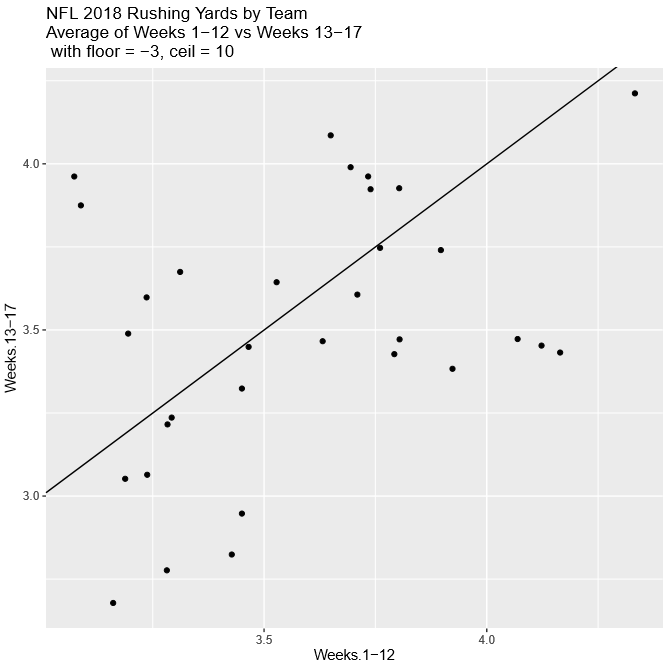 NFL 2018 Rushing Yards by Team
Average of Weeks 1−12 vs Weeks 13−17
with floor = −3, ceil = 10
4.0
3.5
3.0
Weeks.13−17
3.5
4.0
Weeks.1−12